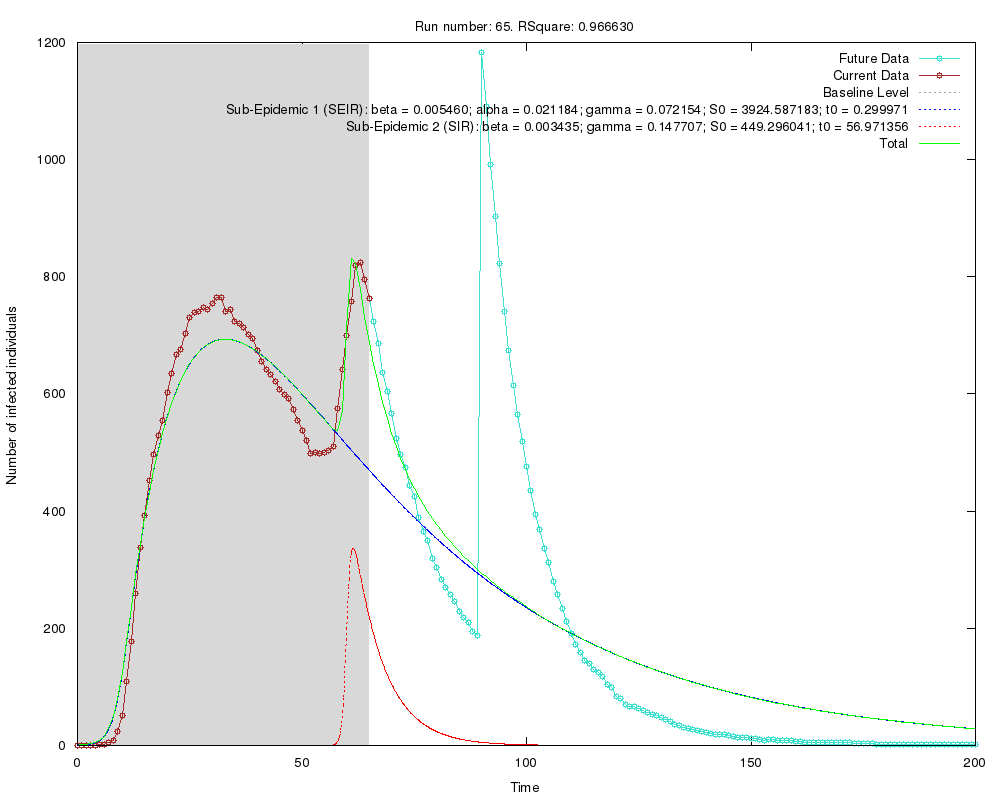 Run number: 65. RSquare: 0.966630
Future Data
Current Data
Baseline Level
Sub-Epidemic 1 (SEIR): beta = 0.005460; alpha = 0.021184; gamma = 0.072154; S0 = 3924.587183; t0 = 0.299971
Sub-Epidemic 2 (SIR): beta = 0.003435; gamma = 0.147707; S0 = 449.296041; t0 = 56.971356
Total
Number of infected individuals
1200
1000
800
600
400
200
0
0 50 100 150 200
Time